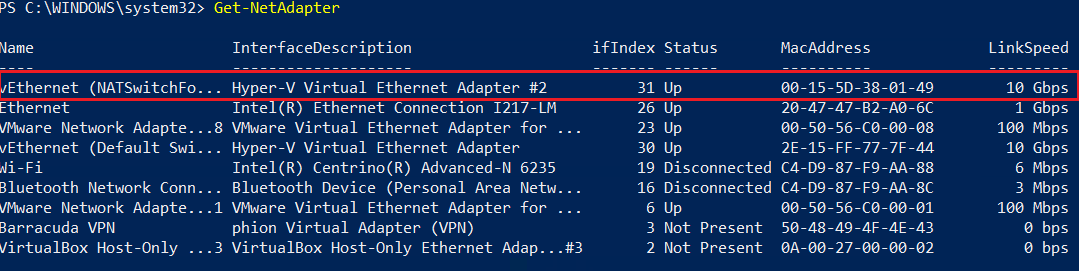 PS C:\WINDOWS\system32> Get-NetAdapter
Name InterfaceDescription ifIndex Status MacAddress LinkSpeed
---- -------------------- ------- ------ ---------- ---------
vEthernet (NATSwitchFo... Hyper-V Virtual Ethernet Adapter #2 31 Up 00-15-5D-38-01-49 10 Gbps
Ethernet Intel(R) Ethernet Connection I217-LM 26 Up 20-47-47-B2-A0-6C 1 Gbps
VMware Network Adapte...8 VMware Virtual Ethernet Adapter for ... 23 Up 00-50-56-C0-00-08 100 Mbps
vEthernet (Default Swi... Hyper-V Virtual Ethernet Adapter 30 Up 2E-15-FF-77-7F-44 10 Gbps
Wi-Fi Intel(R) Centrino(R) Advanced-N 6235 19 Disconnected C4-D9-87-F9-AA-88 6 Mbps
Bluetooth Network Conn... Bluetooth Device (Personal Area Netw... 16 Disconnected C4-D9-87-F9-AA-8C 3 Mbps
VMware Network Adapte...1 VMware Virtual Ethernet Adapter for ... 6 Up 00-50-56-C0-00-01 100 Mbps
Barracuda VPN phion Virtual Adapter (VPN) 3 Not Present 50-48-49-4F-4E-43 0 bps
VirtualBox Host-Only ...3 VirtualBox Host-Only Ethernet Adap...#3 2 Not Present 0A-00-27-00-00-02 0 bps